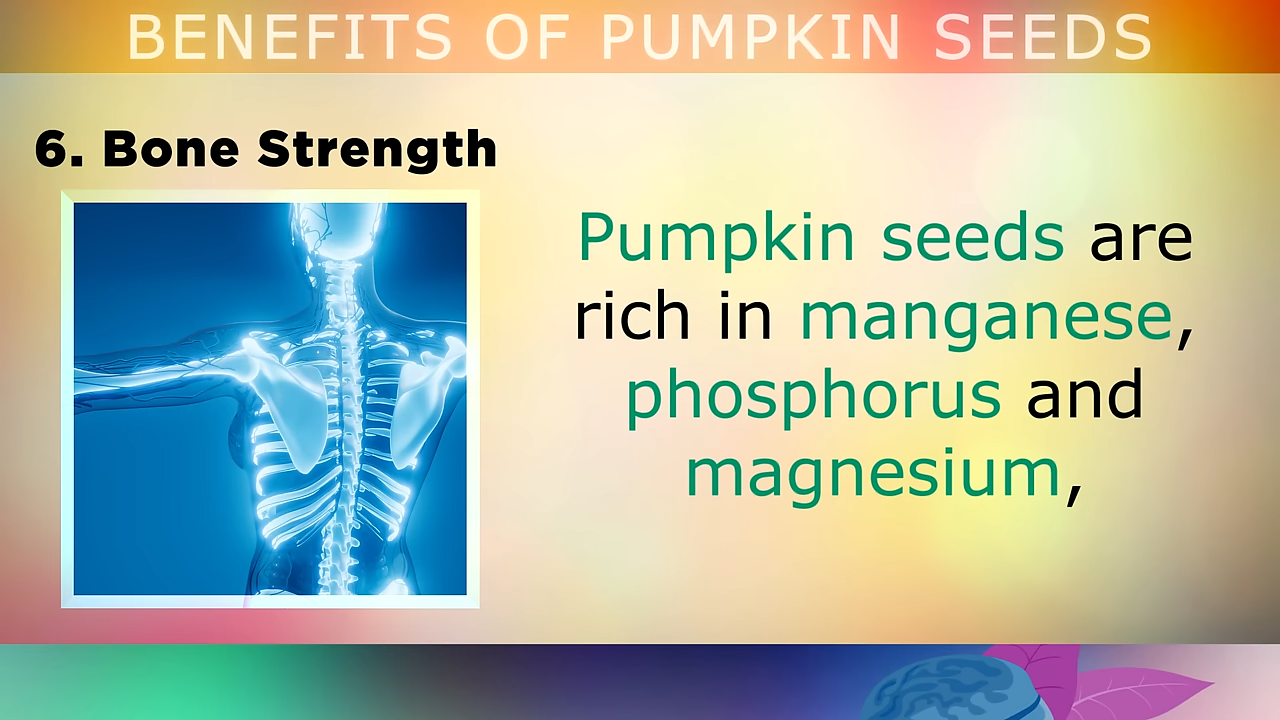 BENEFITS OF PUMPKIN SEEDS
6. Bone Strength
Pumpkin seeds are
rich in manganese,
phosphorus and
magnesium,